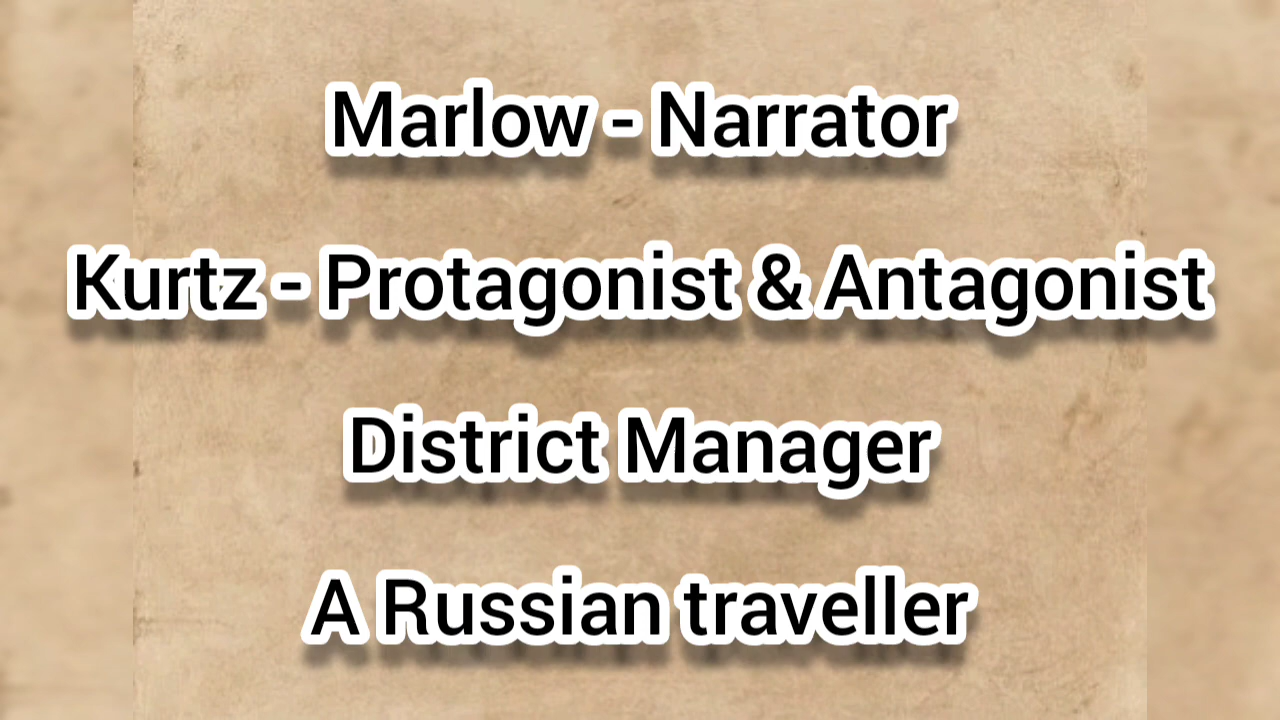 Marlow - Narrator
Kurtz - Protagonist & Antagonist
District Manager
A Russian traveller